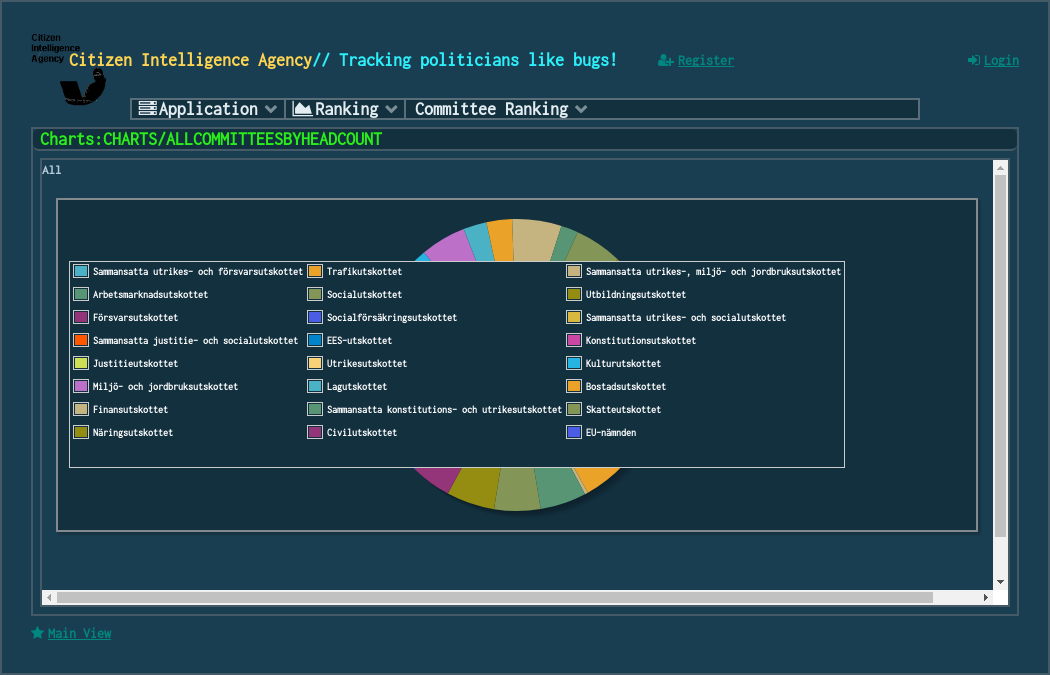 Citizen
Intelligence
Agency
Citizen Intelligence Agency// Tracking politicians like bugs!
Register
Login
Application
Ranking
Committee Ranking
Charts:CHARTS/ALLCOMMITTEESBYHEADCOUNT
All
Sammansatta utrikes- och försvarsutskottet Trafikutskottet Sammansatta utrikes-, miljö- och jordbruksutskottet
Arbetsmarknadsutskottet Socialutskottet Utbildningsutskottet
Försvarsutskottet Socialförsäkringsutskottet Sammansatta utrikes- och socialutskottet
Sammansatta justitie- och socialutskottet EES-utskottet Konstitutionsutskottet
Justitieutskottet Utrikesutskottet Kulturutskottet
Miljö- och jordbruksutskottet Lagutskottet Bostadsutskottet
Finansutskottet Sammansatta konstitutions- och utrikesutskottet Skatteutskottet
Näringsutskottet Civilutskottet EU-nämnden
Main View